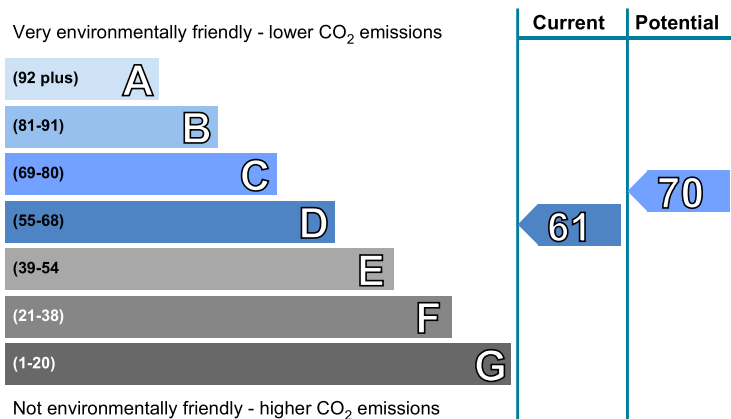 Current Potential
Very environmentally friendly - lower CO2 emissions
(92 plus) A
(81-91) B
(69-80) C
70
(55-68) D
61
(39-54 E
(21-38) F
(1-20) G
Not environmentally friendly - higher CO2 emissions